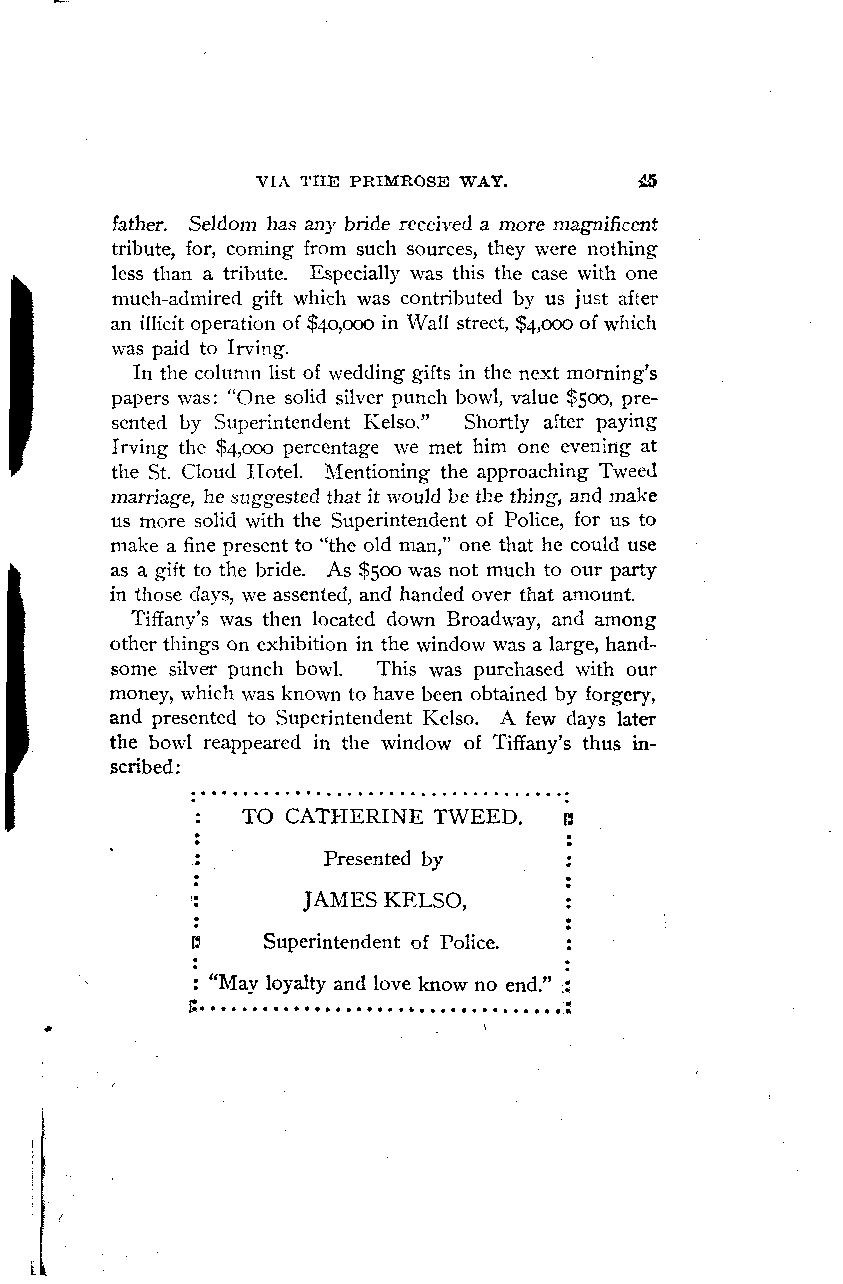 VIA THE PRIMROSE WAY. 45
father. Seldom has any bride received a more magnificent
tribute, for, coming from such sources, they were nothing
less than a tribute. Especially was this the case with one
much-admired gift which was contributed by us just after
an illicit operation of $40,000 in Wall street, $4,000 of which
was paid to Irving.
In the column list of wedding gifts in the next morning's
papers was: "One solid silver punch bowl, value $500, pre-
sented by Superintendent Kelso." Shortly after paying
Irving the $4,000 percentage we met him one evening at
the St. Cloud Hotel. Mentioning the approaching Tweed
marriage, he suggested that it would be the thing, and make
us more solid with the Superintendent of Police, for us to
make a fine present to "the old man," one that he could use
as a gift to the bride. As $500 was not much to our party
in those days, we assented, and handed over that amount.
Tiffany's was then located down Broadway, and among
other things on exhibition in the window was a large, hand-
some silver punch bowl. This was purchased with our
money, which was known to have been obtained by forgery,
and presented to Superintendent Kelso. A few days later
the bowl reappeared in the window of Tiffany's thus in-
scribed:
TO CATHERINE TWEED.
Presented by
JAMES KELSO,
Superintendent of Police.
"May loyalty and love know no end."